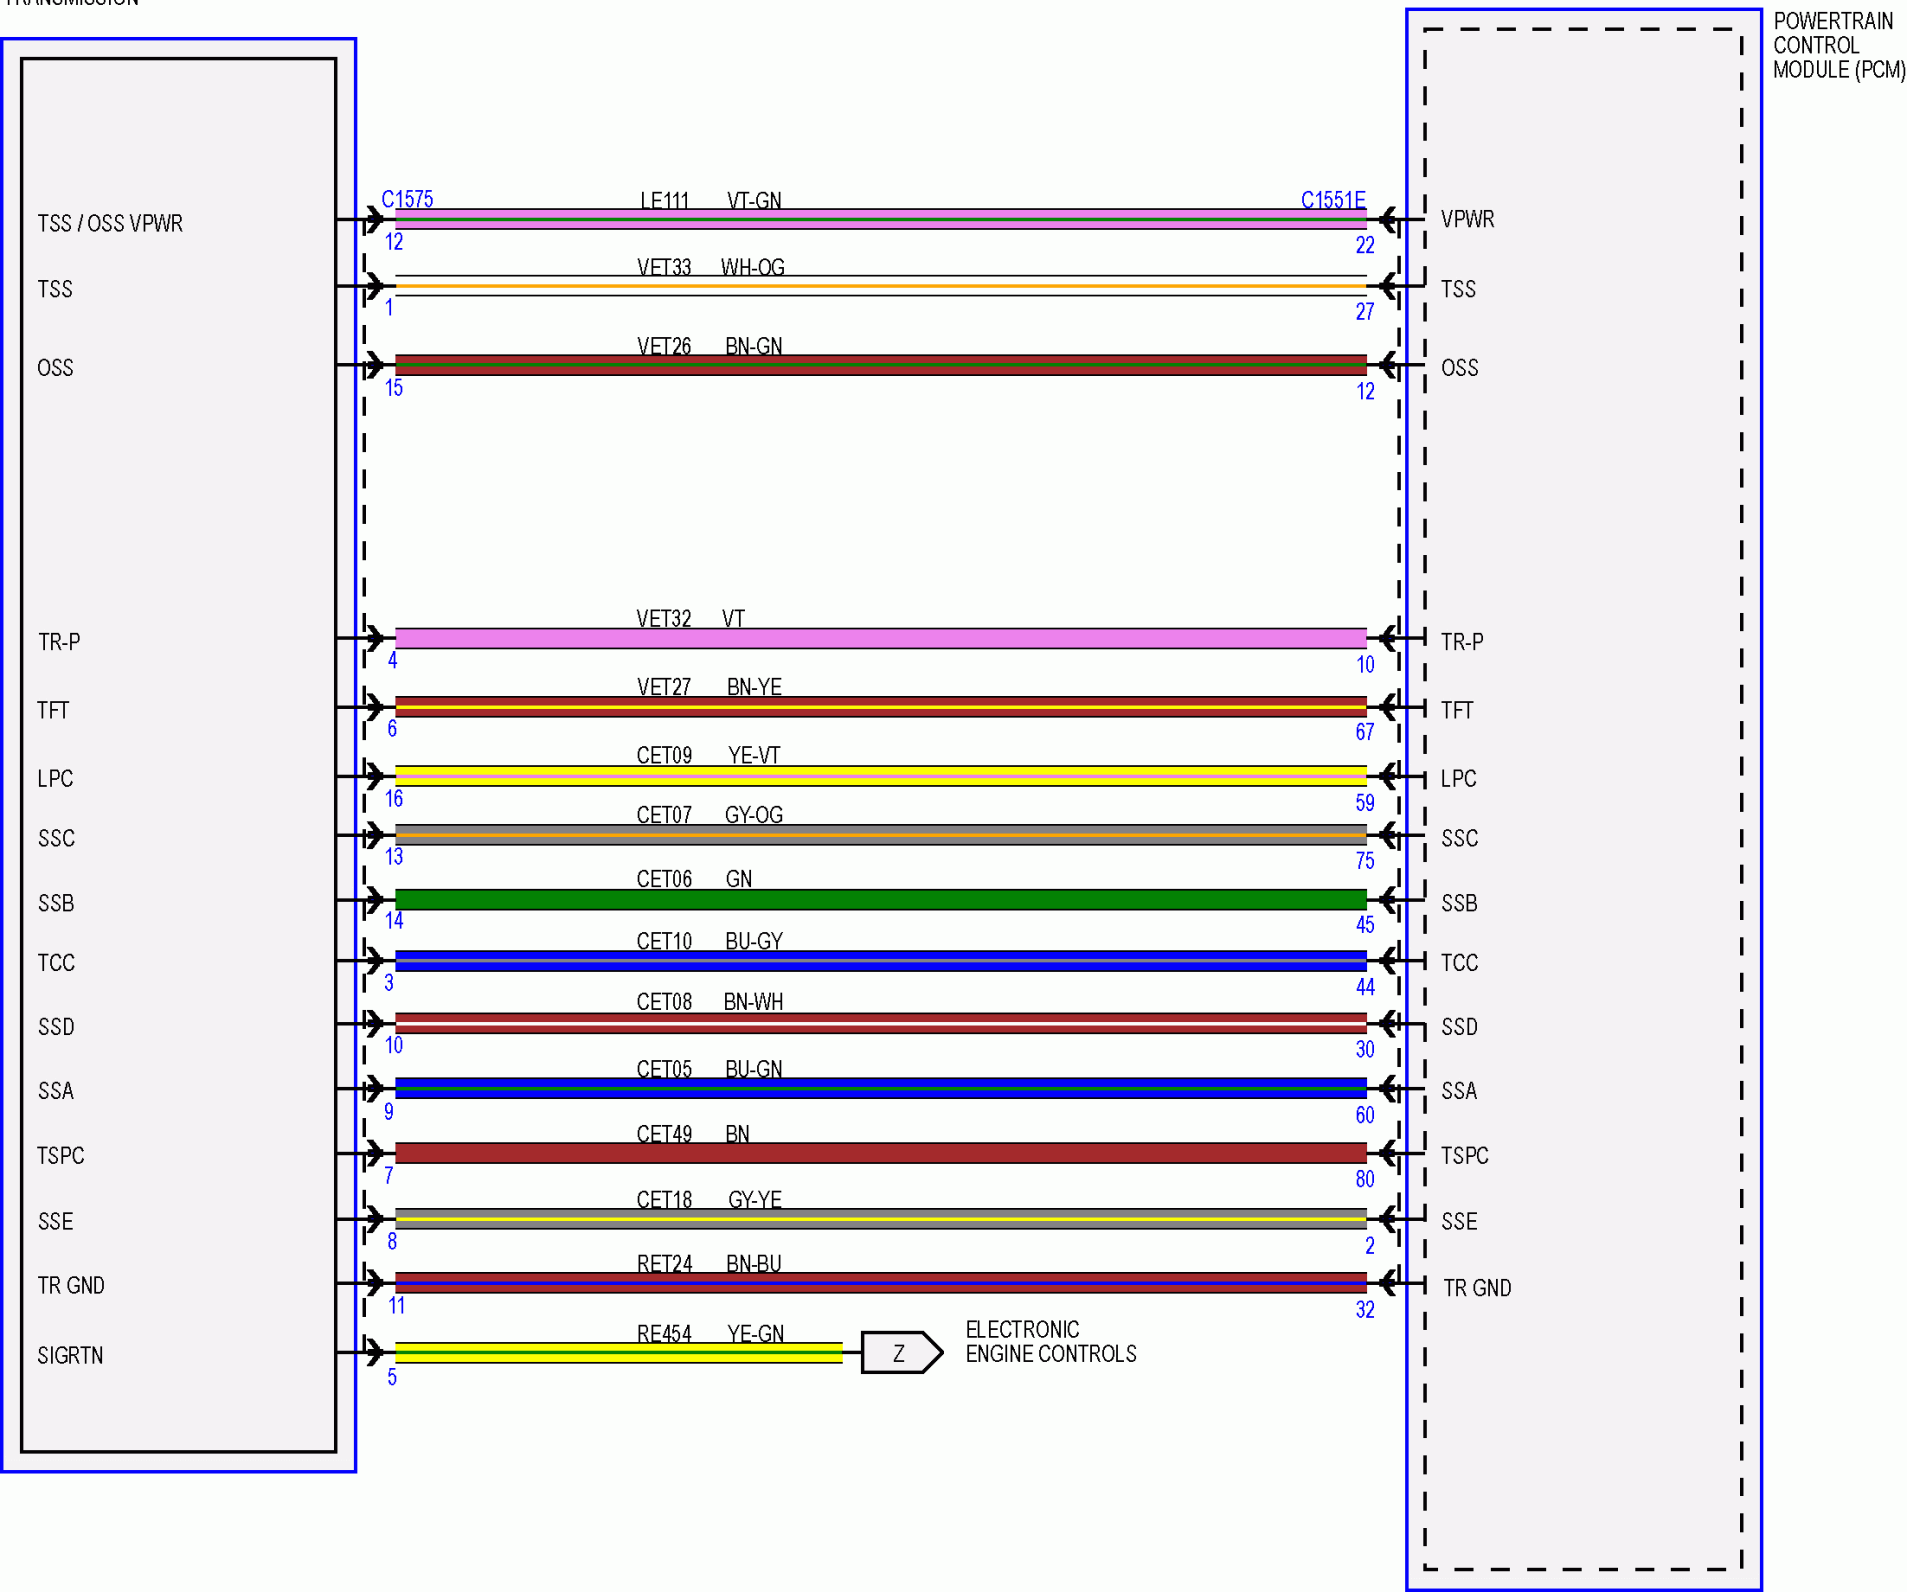 TRANSMISSION
POWERTRAIN
CONTROL
MODULE (PCM)
C1575 LE111 VT-GN C1551E
TSS / OSS VPWR VPWR
12 22
VET33 WH-OG
TSS TSS
1 27
VET26 BN-GN
OSS OSS
15 12
VET32 VT
TR-P TR-P
4 10
VET27 BN-YE
TFT TFT
6 67
CET09 YE-VT
LPC LPC
16 59
CET07 GY-OG
SSC SSC
13 75
CET06 GN
SSB SSB
14 45
CET10 BU-GY
TCC TCC
3 44
CET08 BN-WH
SSD SSD
10 30
CET05 BU-GN
SSA SSA
9 60
CET49 BN
TSPC TSPC
7 80
CET18 GY-YE
SSE SSE
8 2
RET24 BN-BU
TR GND TR GND
11 32
RE454 YE-GN ELECTRONIC
SIGRTN Z ENGINE CONTROLS
5